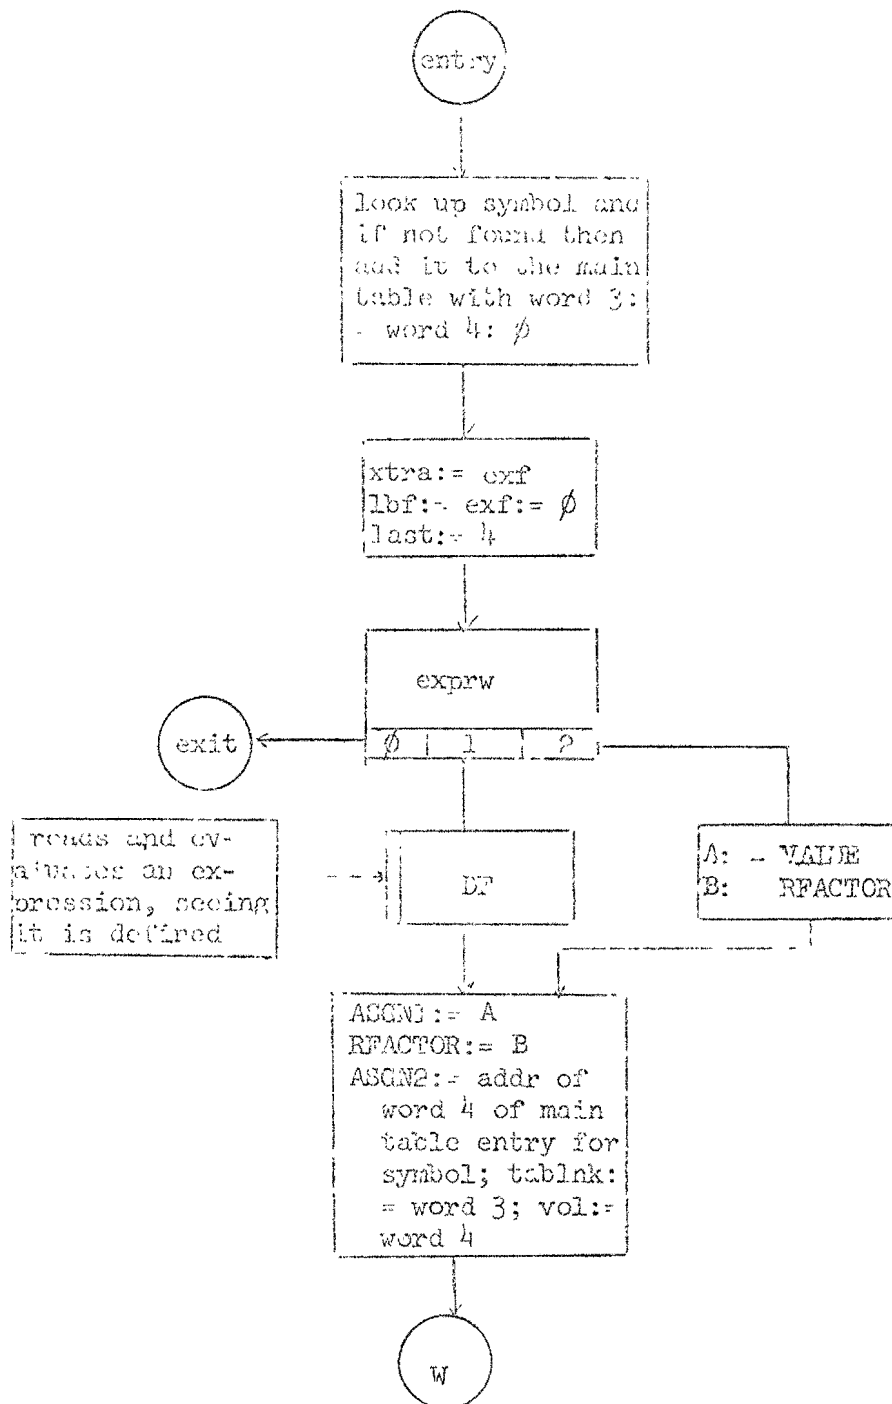 entry
look up symbol and
if not found then
add it to the main
table with word 3:
- word 4: ø
xtra:= exf
lbf:= exf:= ø
last:= 4
exprw
exit
ø 1 2
reads and ev-
aluates an ex-
pression, seeing
it is defined
DF
A: = VALUE
B: RFACTOR
ASGN1:= A
RFACTOR:= B
ASGN2:= addr of
word 4 of main
table entry for
symbol; tablnk:
= word 3; vol:=
word 4
W